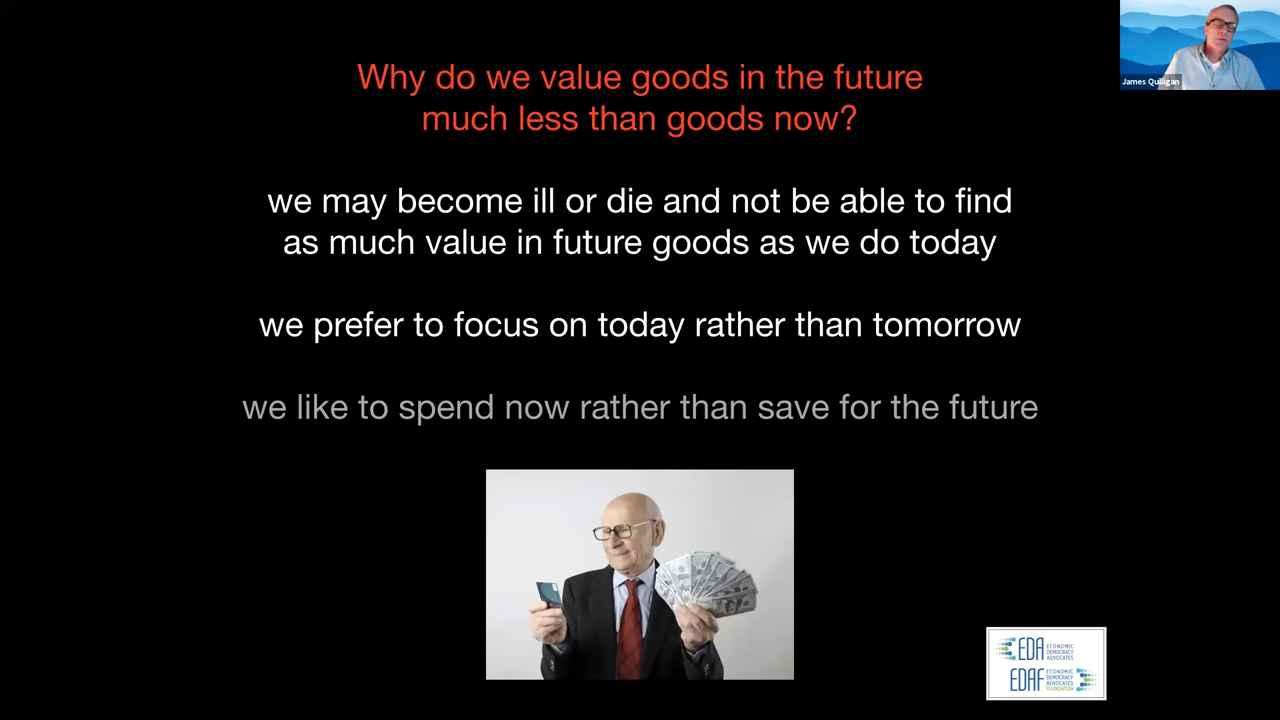 James Quilligan
Why do we value goods in the future
much less than goods now?
we may become ill or die and not be able to find
as much value in future goods as we do today
we prefer to focus on today rather than tomorrow
we like to spend now rather than save for the future
EDA ECONOMIC
DEMOCRACY
ADVOCATES
EDAF ECONOMIC
DEMOCRACY
ADVOCATES
FOUNDATION